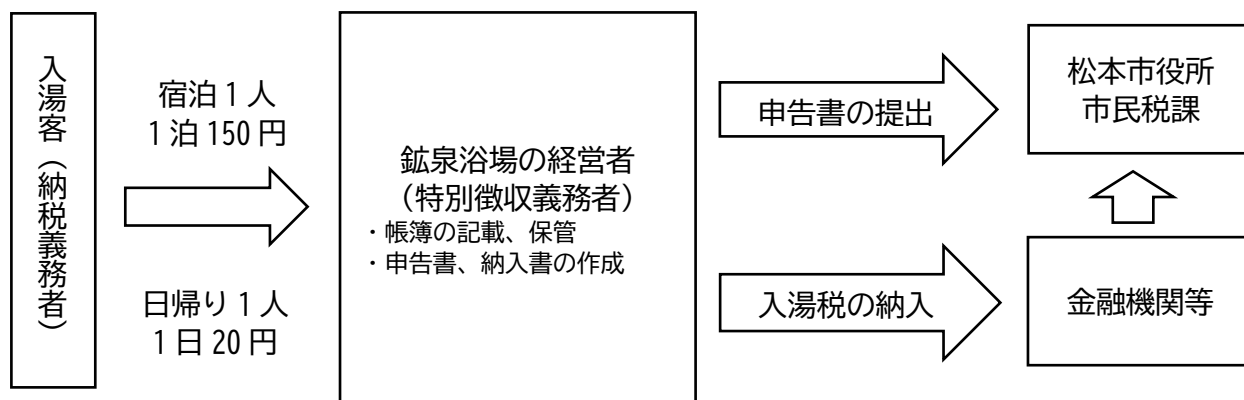 入湯客（納税義務者）
宿泊１人
１泊 150 円
日帰り１人
１日 20 円
鉱泉浴場の経営者
（特別徴収義務者）
・帳簿の記載、保管
・申告書、納入書の作成
申告書の提出
入湯税の納入
松本市役所
市民税課
金融機関等